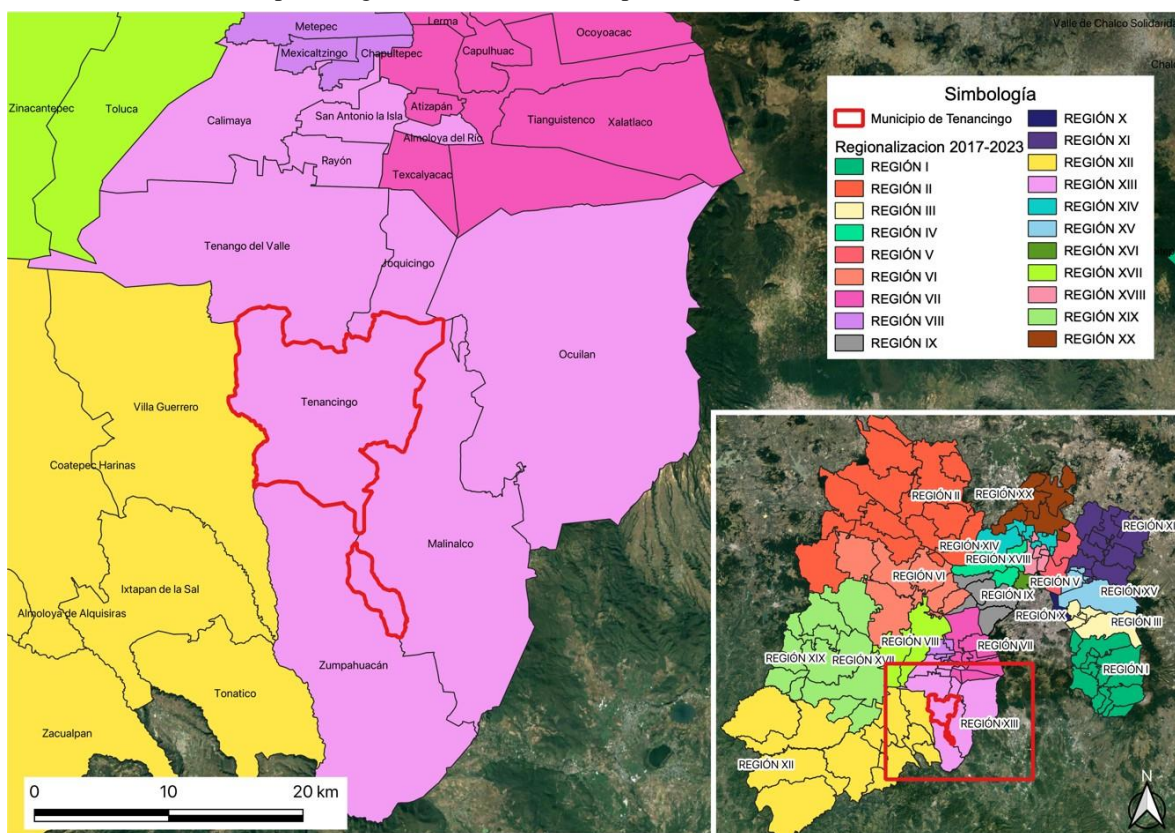 Metepec
Lerma
Ocoyoacac
Valle de Chalco Solidarida
Mexicaltzingo
Chapultepec
Capulhuac
Zinacantepec
Toluca
Calimaya
San Antonio la Isla
Atizapán
Tianguistenco
Xalatlaco
Almoloya del Río
Rayón
Texcalyacac
Tenango del Valle
Joquicingo
Ocuilan
Tenancingo
Villa Guerrero
Coatepec Harinas
Malinalco
Ixtapan de la Sal
Almoloya de Alquisiras
Zumpahuacán
Tonatico
Zacualpan
0 10 20 km
Simbología
Municipio de Tenancingo
Regionalizacion 2017-2023
REGIÓN I
REGIÓN II
REGIÓN III
REGIÓN IV
REGIÓN V
REGIÓN VI
REGIÓN VII
REGIÓN VIII
REGIÓN IX
REGIÓN X
REGIÓN XI
REGIÓN XII
REGIÓN XIII
REGIÓN XIV
REGIÓN XV
REGIÓN XVI
REGIÓN XVII
REGIÓN XVIII
REGIÓN XIX
REGIÓN XX
REGIÓN II
REGIÓN XX
REGIÓN XI
REGIÓN XIV
REGIÓN XVIII
REGIÓN VI
REGIÓN V
REGIÓN IX
REGIÓN XV
REGIÓN X
REGIÓN III
REGIÓN VIII
REGIÓN VII
REGIÓN XIX
REGIÓN XVII
REGIÓN I
REGIÓN XIII
REGIÓN XII
N